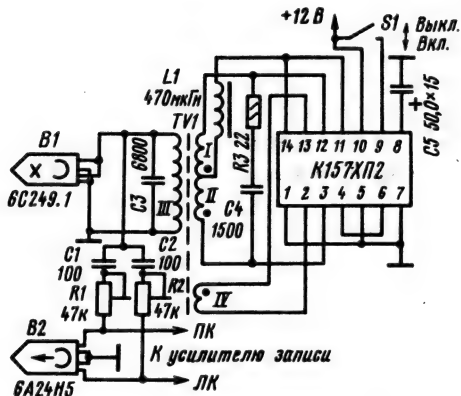 +12 В
S1
Выкл.
Вкл.
L1
470мкГн
TV1
I
II
III
IV
R3 22
C4
1500
14 13 12 11 10 9 8
К157ХП2
1 2 3 4 5 6 7
+
C5 50,0×15
В1
6С249.1
C3 6800
C1
100
C2
100
R1
47к
R2
47к
В2
6А24Н5
ПК
К усилителю записи
ЛК